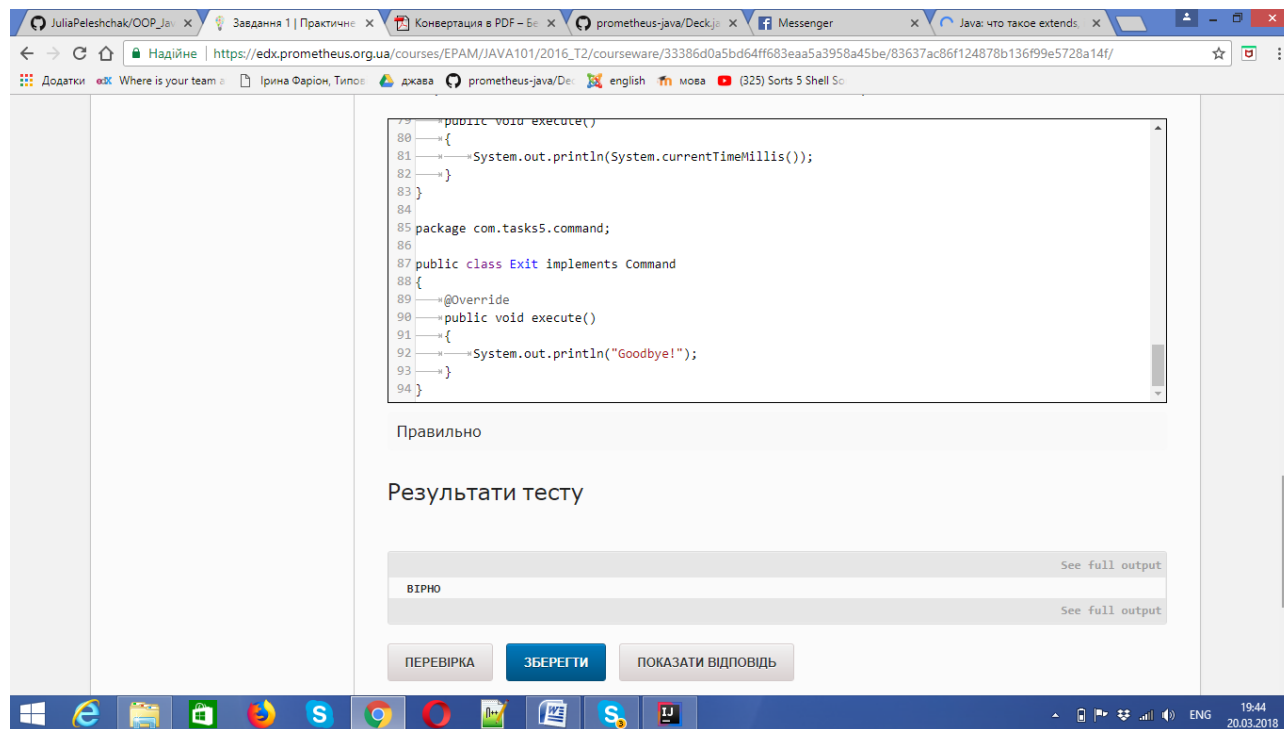 JuliaPeleshchak/OOP_Jav
Завдання 1 | Практичне
Конвертация в PDF – Бе
prometheus-java/Deck.ja
Messenger
Java: что такое extends,
Надійне | https://edx.prometheus.org.ua/courses/EPAM/JAVA101/2016_T2/courseware/33386d0a5bd64ff683eaa5a3958a45be/83637ac86f124878b136f99e5728a14f/
Додатки
Where is your team a
Ірина Фаріон, Типов
джава
prometheus-java/Dec
english
мова
(325) Sorts 5 Shell So
79 public void execute()
80 {
81 System.out.println(System.currentTimeMillis());
82 }
83 }
84
85 package com.tasks5.command;
86
87 public class Exit implements Command
88 {
89 @Override
90 public void execute()
91 {
92 System.out.println("Goodbye!");
93 }
94 }
Правильно
Результати тесту
See full output
ВІРНО
See full output
ПЕРЕВІРКА
ЗБЕРЕГТИ
ПОКАЗАТИ ВІДПОВІДЬ
ENG
19:44
20.03.2018